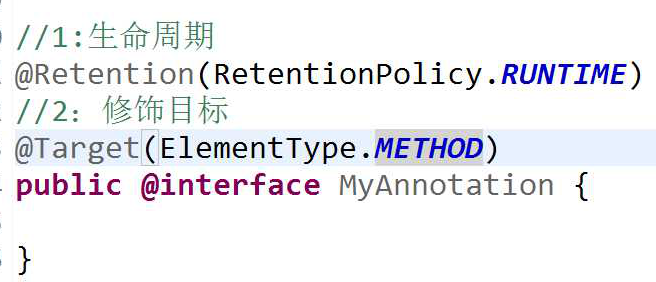 //1:生命周期
@Retention(RetentionPolicy.RUNTIME)
//2: 修饰目标
@Target(ElementType.METHOD)
public @interface MyAnnotation {
}